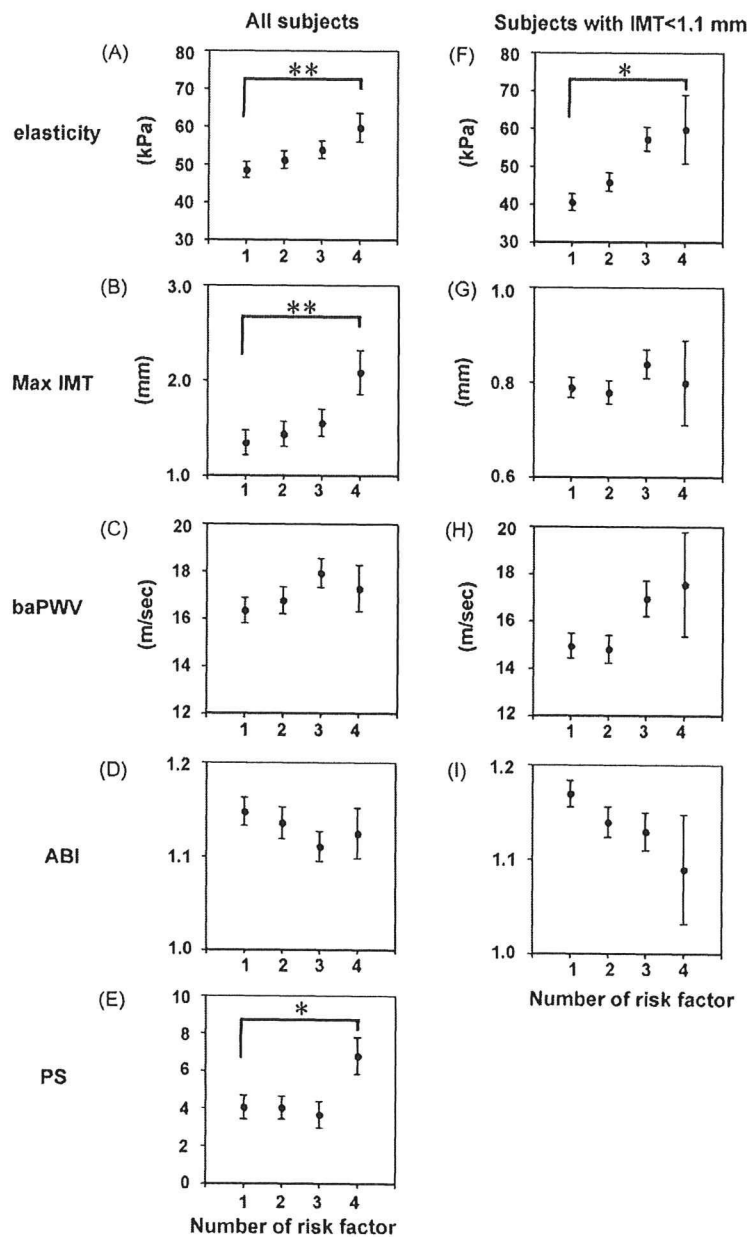 All subjects
Subjects with IMT<1.1 mm
(A)
**
elasticity
(kPa)
80
70
60
50
40
30
1 2 3 4
(F)
*
(kPa)
80
70
60
50
40
30
1 2 3 4
(B)
**
Max IMT
(mm)
3.0
2.0
1.0
1 2 3 4
(G)
(mm)
1.0
0.8
0.6
1 2 3 4
(C)
baPWV
(m/sec)
20
18
16
14
12
1 2 3 4
(H)
(m/sec)
20
18
16
14
12
1 2 3 4
(D)
ABI
1.2
1.1
1.0
1 2 3 4
(I)
1.2
1.1
1.0
1 2 3 4
Number of risk factor
(E)
*
PS
10
8
6
4
2
0
1 2 3 4
Number of risk factor